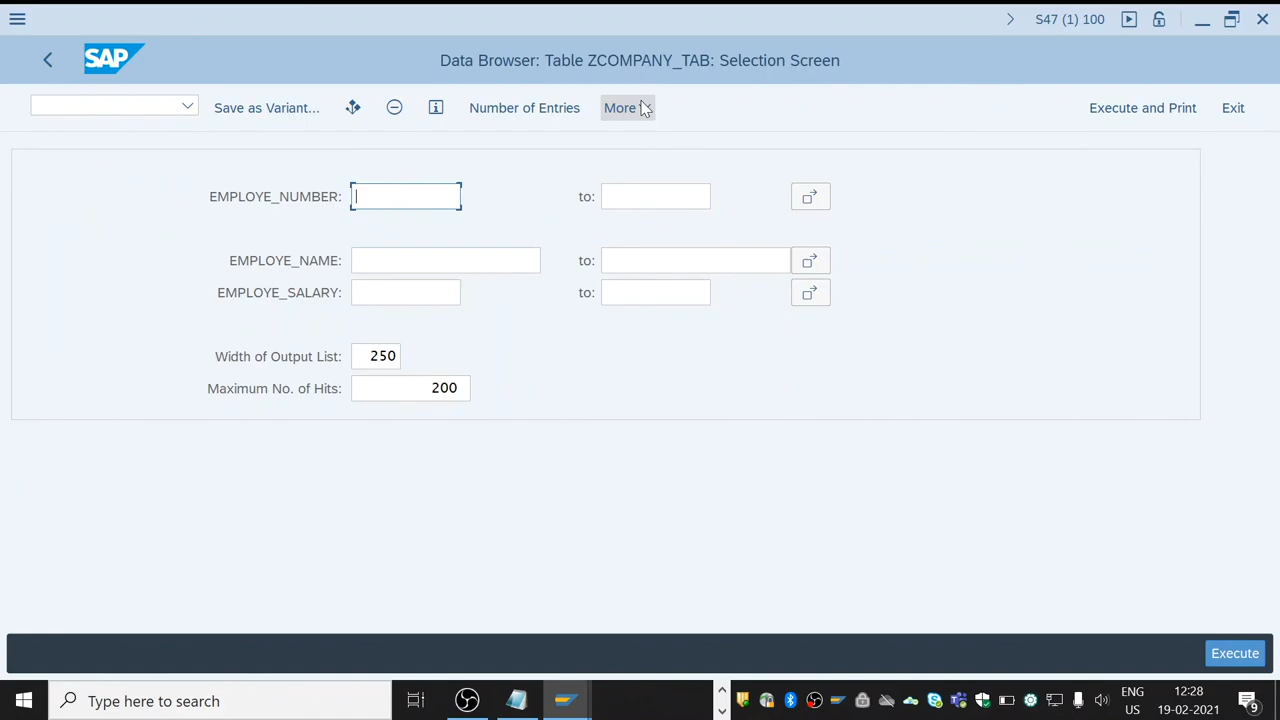 S47 (1) 100
SAP
Data Browser: Table ZCOMPANY_TAB: Selection Screen
Save as Variant... Number of Entries More Execute and Print Exit
EMPLOYE_NUMBER: to:
EMPLOYE_NAME: to:
EMPLOYE_SALARY: to:
Width of Output List: 250
Maximum No. of Hits: 200
Execute
Type here to search
ENG 12:28
US 19-02-2021
9